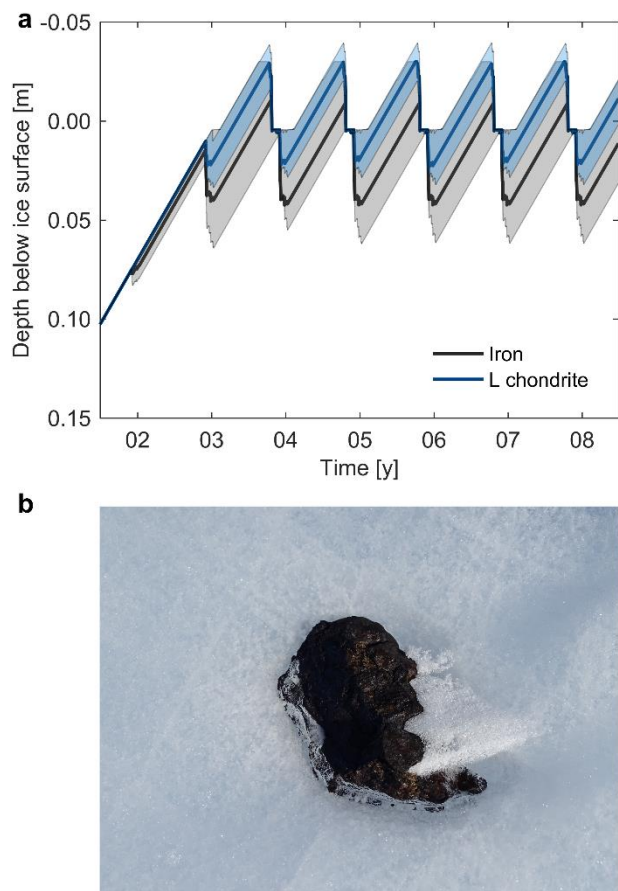 a
Depth below ice surface [m]
-0.05
0.00
0.05
0.10
0.15
Iron
L chondrite
02 03 04 05 06 07 08
Time [y]
b